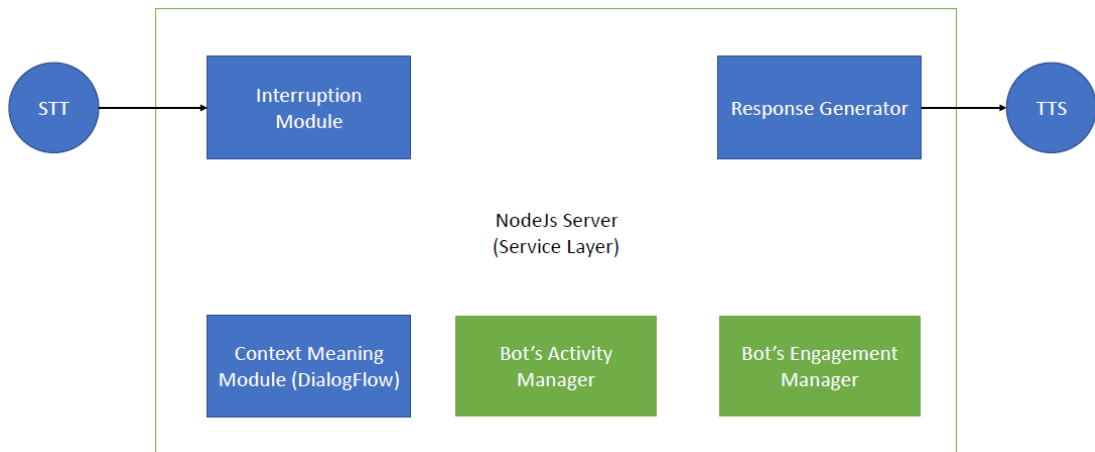 STT
Interruption
Module
Response Generator
TTS
NodeJs Server
(Service Layer)
Context Meaning
Module (DialogFlow)
Bot’s Activity
Manager
Bot’s Engagement
Manager